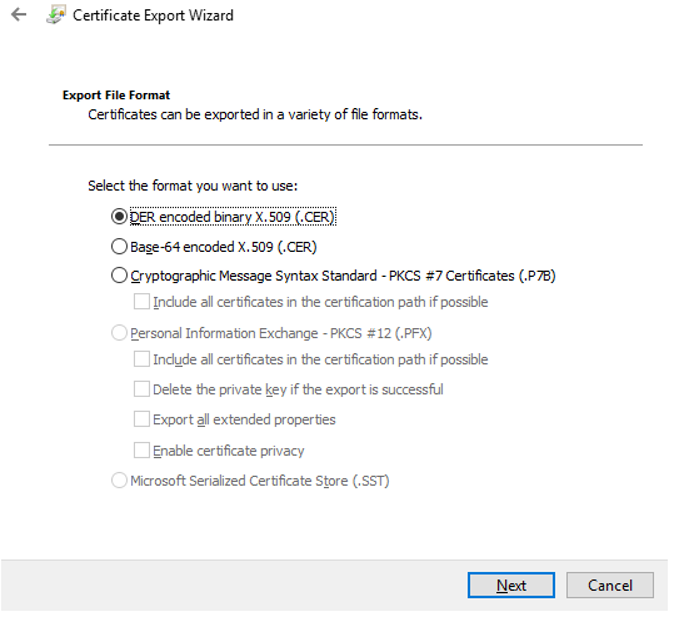 Certificate Export Wizard
Export File Format
Certificates can be exported in a variety of file formats.
Select the format you want to use:
DER encoded binary X.509 (.CER)
Base-64 encoded X.509 (.CER)
Cryptographic Message Syntax Standard - PKCS #7 Certificates (.P7B)
Include all certificates in the certification path if possible
Personal Information Exchange - PKCS #12 (.PFX)
Include all certificates in the certification path if possible
Delete the private key if the export is successful
Export all extended properties
Enable certificate privacy
Microsoft Serialized Certificate Store (.SST)
Next Cancel